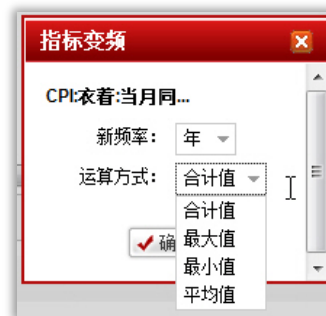 指标变频
CPI:衣着:当月同...
新频率： 年
运算方式： 合计值
合计值
最大值
最小值
平均值
确